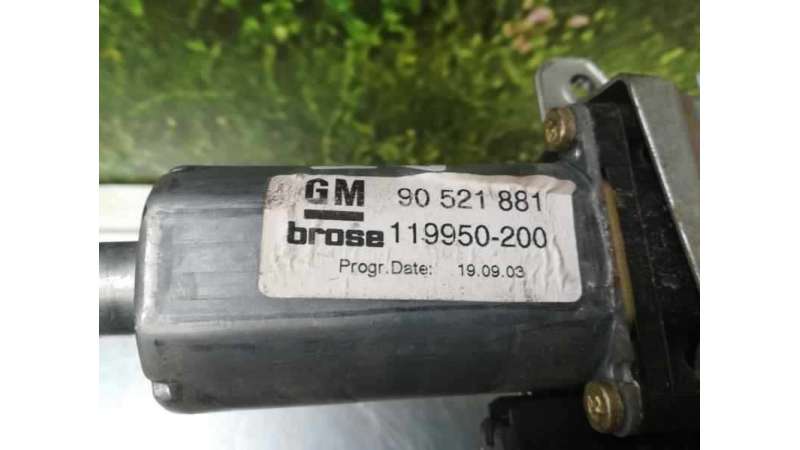 GM 90 521 881
brose 119950-200
Progr.Date: 19.09.03